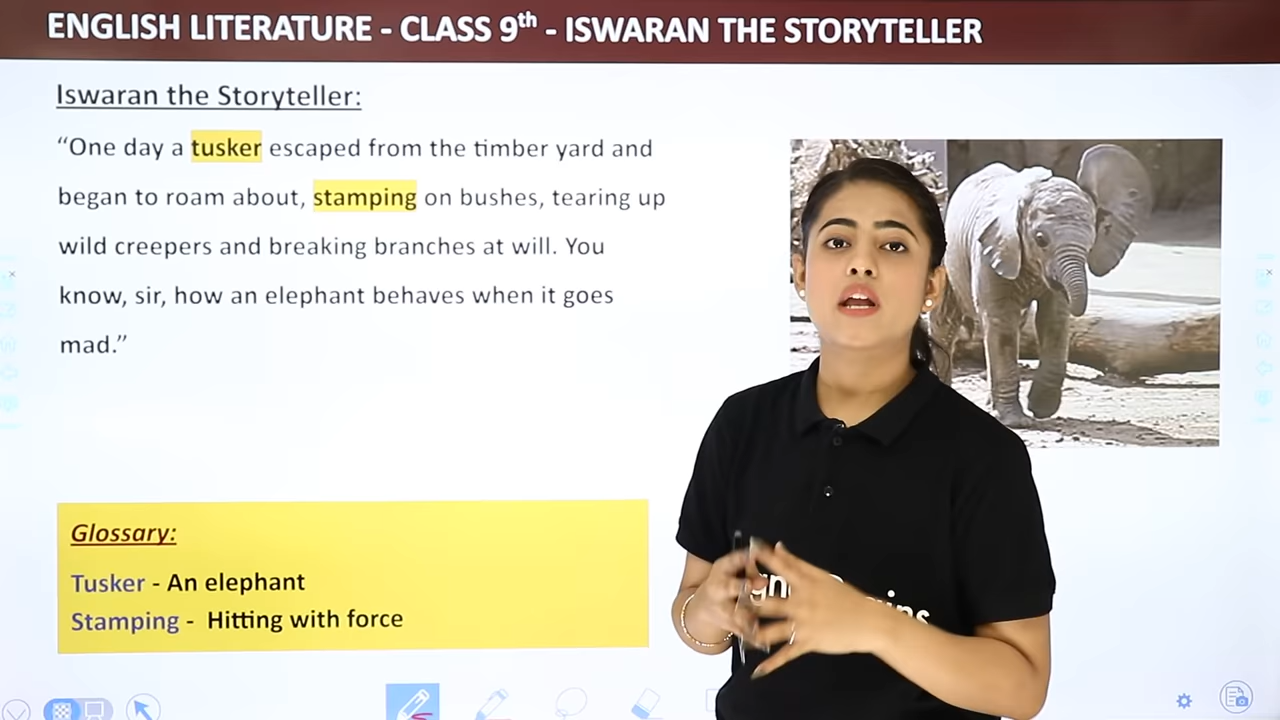 ENGLISH LITERATURE - CLASS 9th - ISWARAN THE STORYTELLER
Iswaran the Storyteller:
“One day a tusker escaped from the timber yard and
began to roam about, stamping on bushes, tearing up
wild creepers and breaking branches at will. You
know, sir, how an elephant behaves when it goes
mad.”
Glossary:
Tusker - An elephant
Stamping - Hitting with force